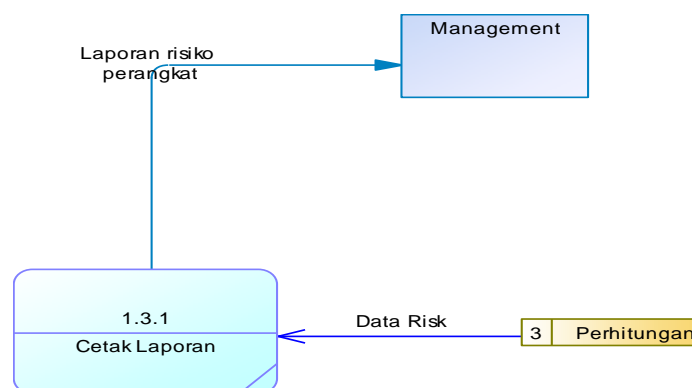 Management
Laporan risiko
perangkat
1.3.1
Cetak Laporan
Data Risk
3 Perhitungan